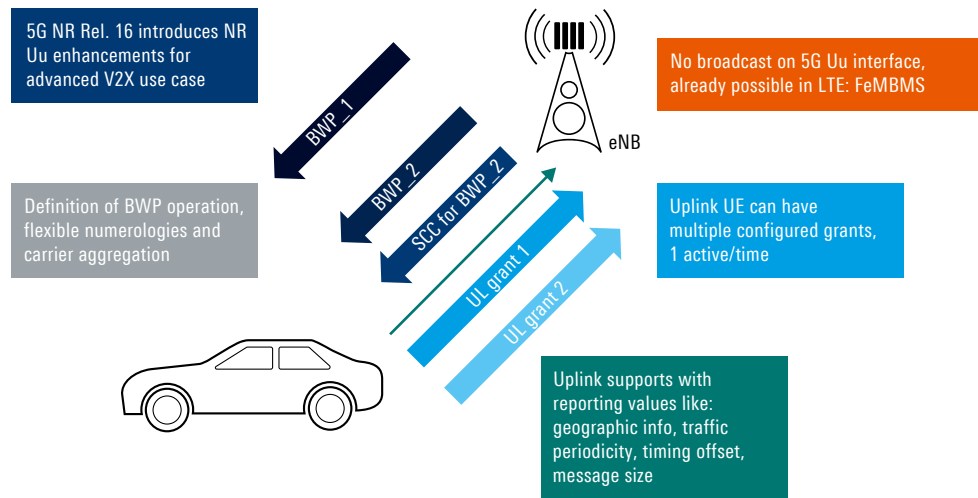 5G NR Rel. 16 introduces NR
Uu enhancements for
advanced V2X use case
No broadcast on 5G Uu interface,
already possible in LTE: FeMBMS
eNB
BWP_1
BWP_2
SCC for BWP_2
UL grant 1
UL grant 2
Definition of BWP operation,
flexible numerologies and
carrier aggregation
Uplink UE can have
multiple configured grants,
1 active/time
Uplink supports with
reporting values like:
geographic info, traffic
periodicity, timing offset,
message size